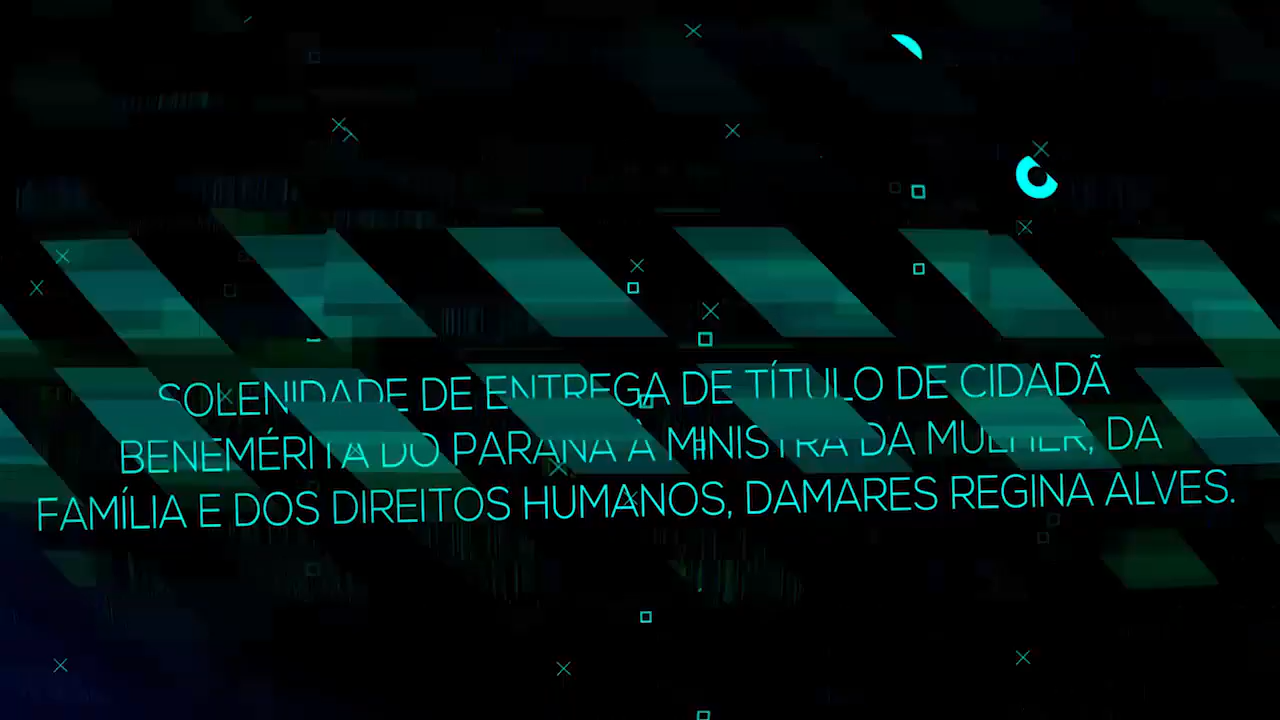 SOLENIDADE DE ENTREGA DE TÍTULO DE CIDADÃ
BENEMÉRITA DO PARANÁ À MINISTRA DA MULHER, DA
FAMÍLIA E DOS DIREITOS HUMANOS, DAMARES REGINA ALVES.